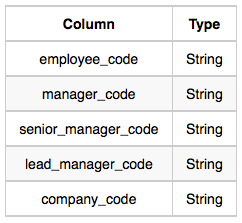 Column Type
employee_code String
manager_code String
senior_manager_code String
lead_manager_code String
company_code String